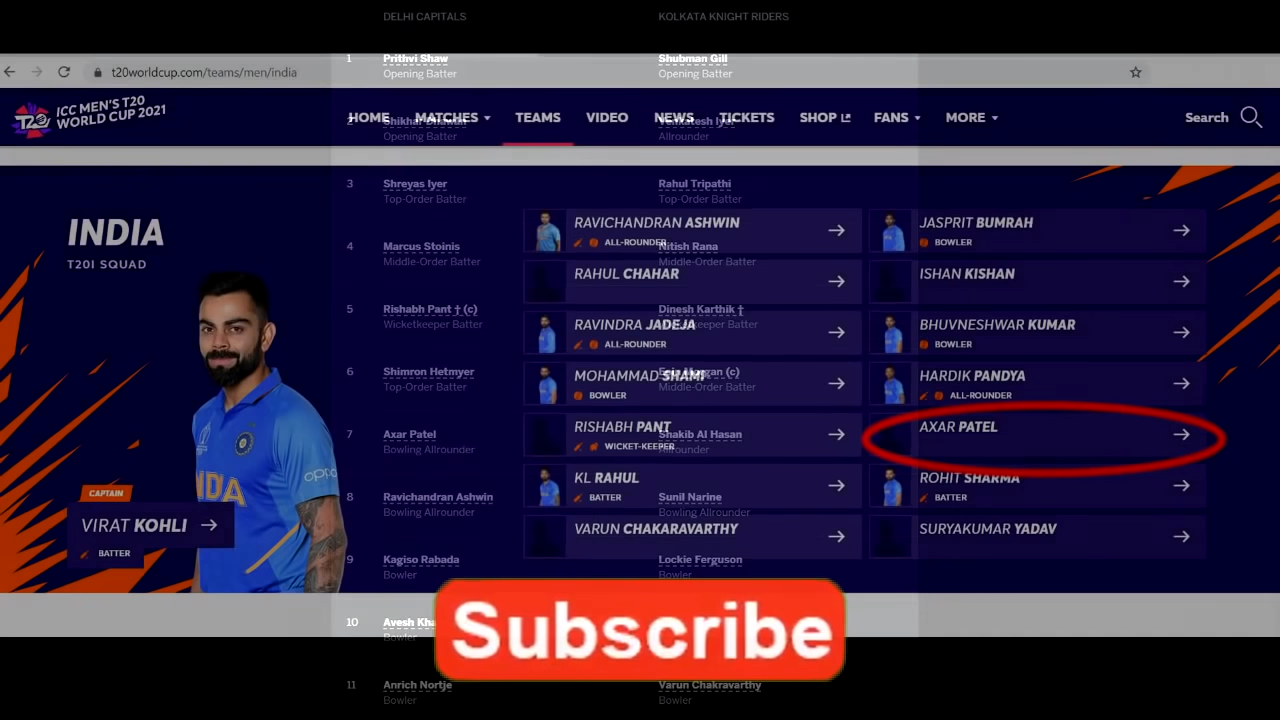 DELHI CAPITALS
KOLKATA KNIGHT RIDERS
1
Prithvi Shaw
Opening Batter
Shubman Gill
Opening Batter
t20worldcup.com/teams/men/india
ICC MEN'S T20
WORLD CUP 2021
T20
HOME
MATCHES
TEAMS
VIDEO
NEWS
TICKETS
SHOP
FANS
MORE
Search
2
Shikhar Dhawan
Opening Batter
Venkatesh Iyer
Allrounder
3
Shreyas Iyer
Top-Order Batter
Rahul Tripathi
Top-Order Batter
INDIA
T20I SQUAD
4
Marcus Stoinis
Middle-Order Batter
Nitish Rana
Middle-Order Batter
5
Rishabh Pant † (c)
Wicketkeeper Batter
Dinesh Karthik †
6
Shimron Hetmyer
Top-Order Batter
Middle-Order Batter
7
Axar Patel
Bowling Allrounder
Shakib Al Hasan
Allrounder
8
Ravichandran Ashwin
Bowling Allrounder
Sunil Narine
Bowling Allrounder
9
Kagiso Rabada
Bowler
Lockie Ferguson
Bowler
10
Bowler
11
Anrich Nortje
Bowler
Varun Chakravarthy
Bowler
RAVICHANDRAN ASHWIN
ALL-ROUNDER
JASPRIT BUMRAH
BOWLER
RAHUL CHAHAR
ISHAN KISHAN
RAVINDRA JADEJA
ALL-ROUNDER
BHUVNESHWAR KUMAR
BOWLER
MOHAMMAD SHAMI
BOWLER
HARDIK PANDYA
ALL-ROUNDER
RISHABH PANT
WICKET-KEEPER
AXAR PATEL
KL RAHUL
BATTER
ROHIT SHARMA
BATTER
VARUN CHAKARAVARTHY
SURYAKUMAR YADAV
oppo
INDIA
CAPTAIN
VIRAT KOHLI
BATTER
Subscribe